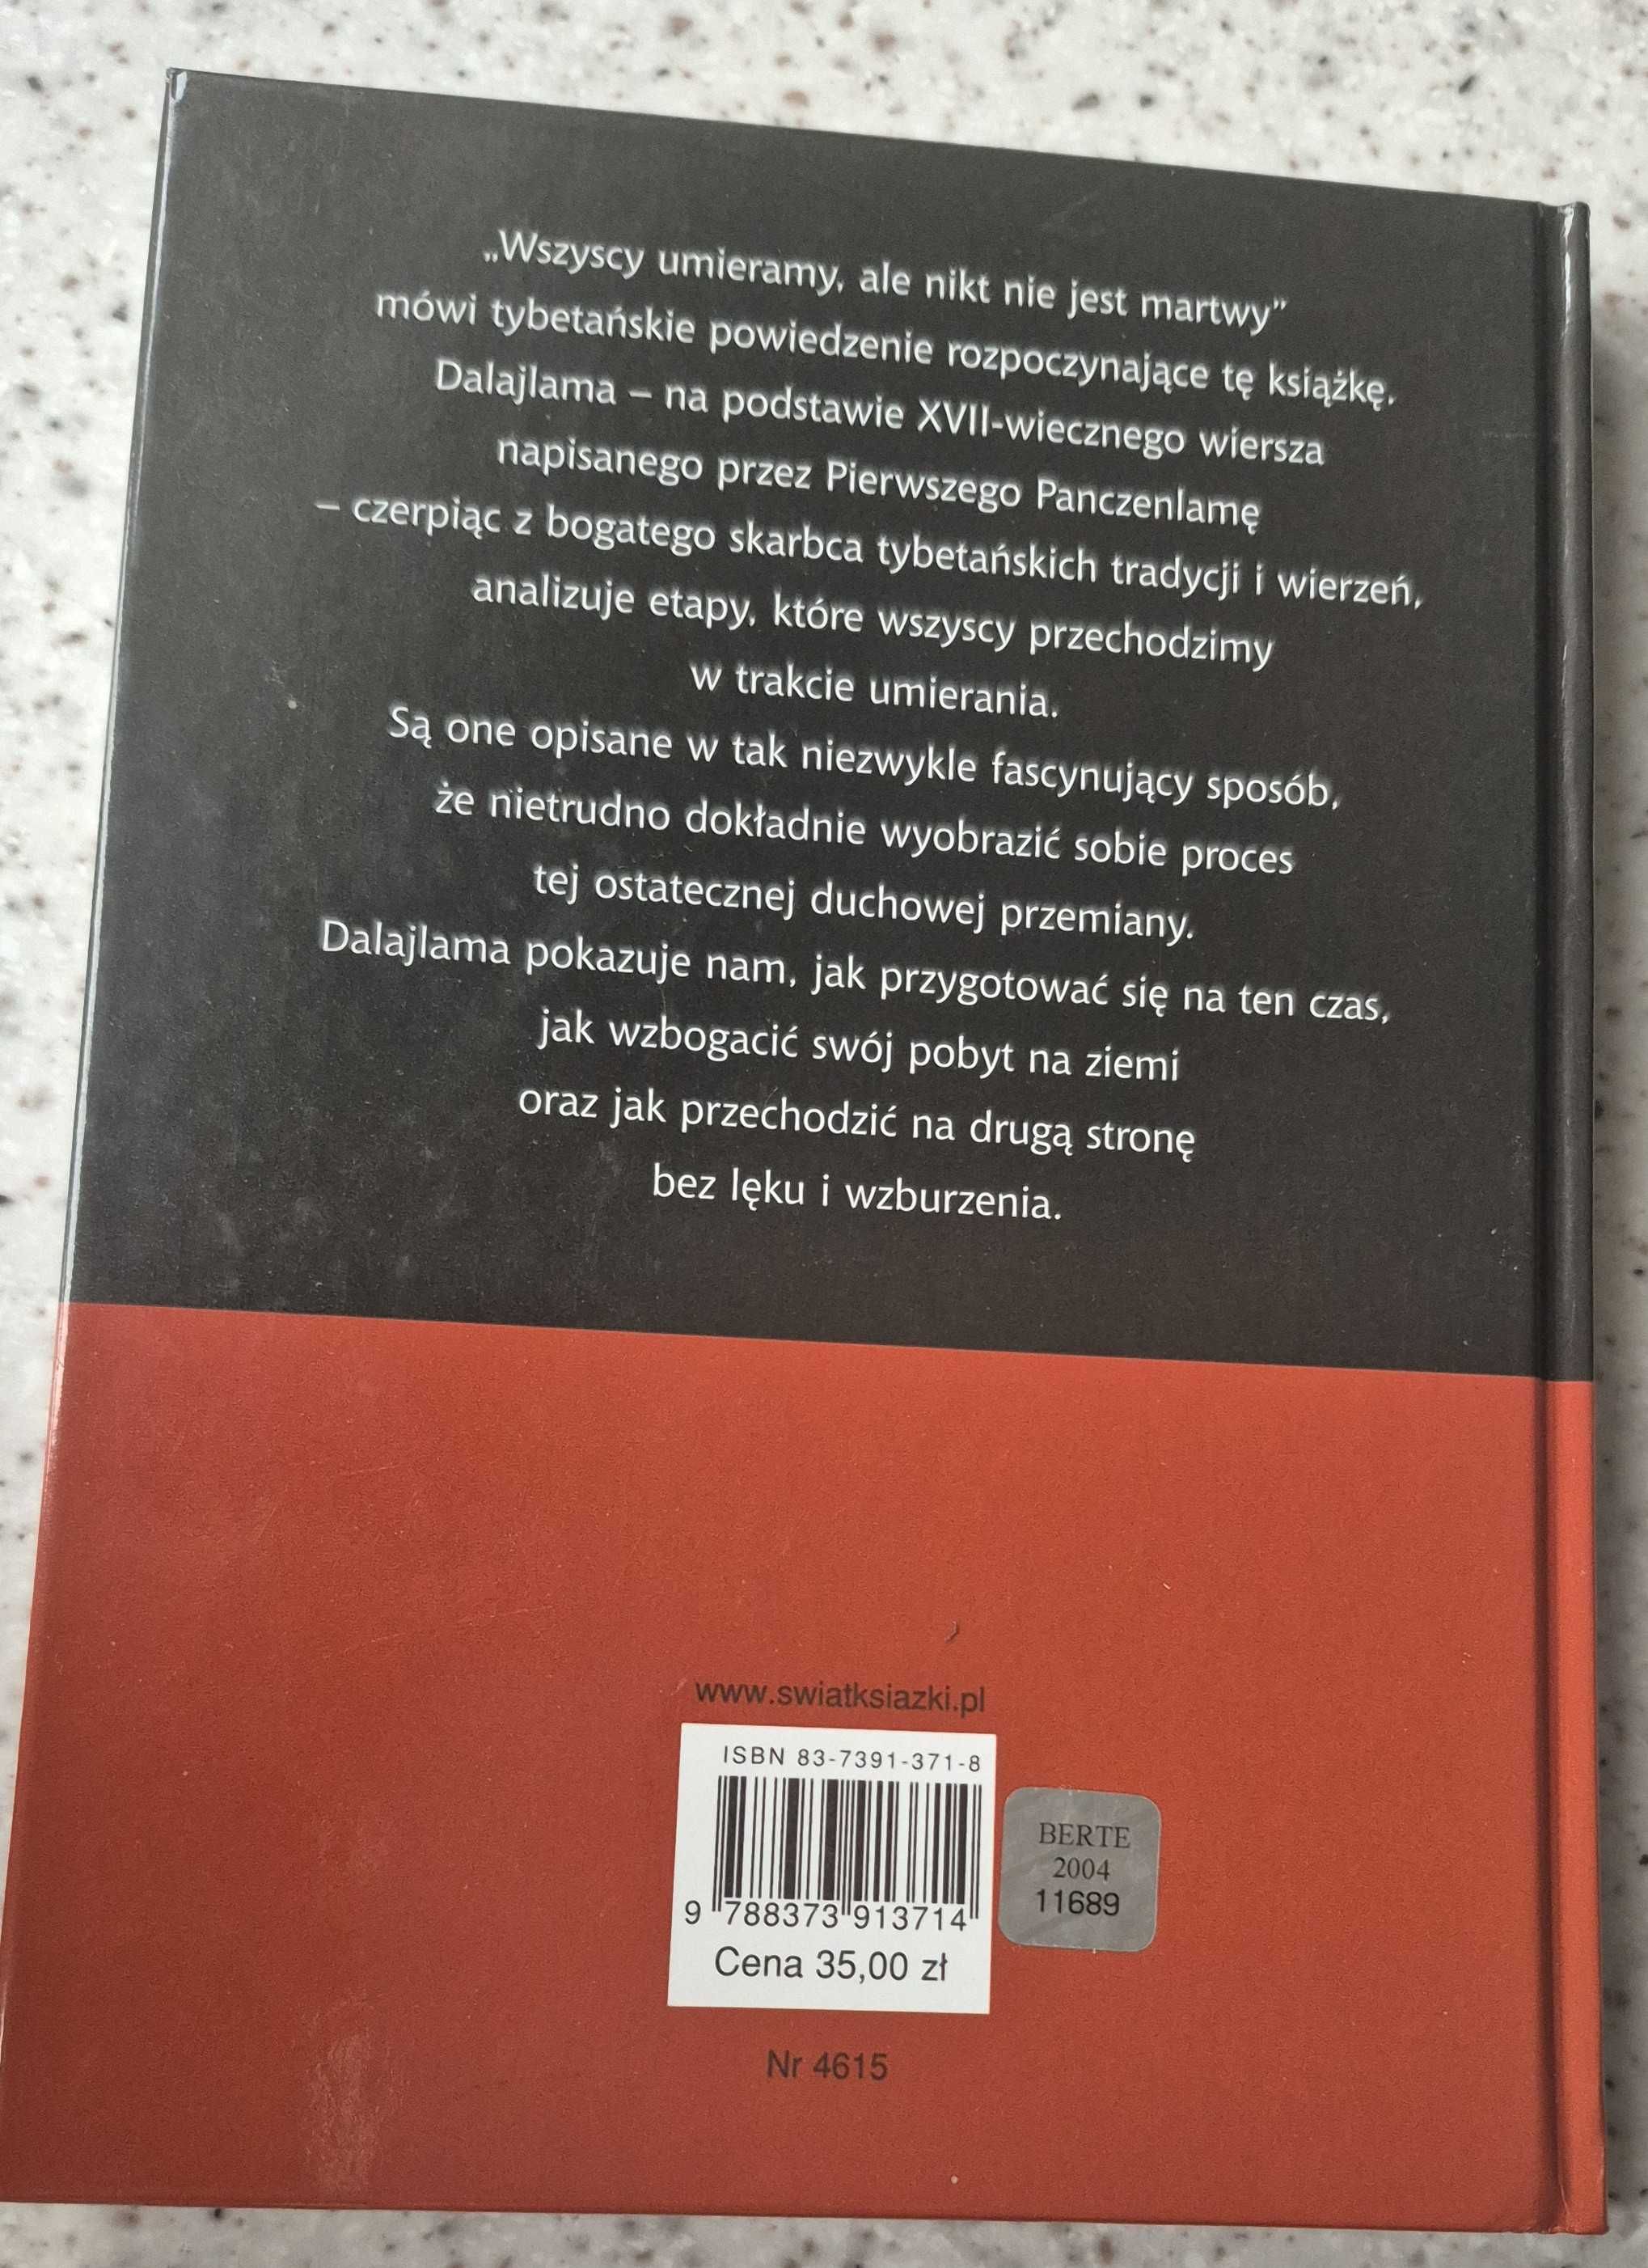 „Wszyscy umieramy, ale nikt nie jest martwy”
mówi tybetańskie powiedzenie rozpoczynające tę książkę.
Dalajlama – na podstawie XVII-wiecznego wiersza
napisanego przez Pierwszego Panczenlamę
– czerpiąc z bogatego skarbca tybetańskich tradycji i wierzeń,
analizuje etapy, które wszyscy przechodzimy
w trakcie umierania.
Są one opisane w tak niezwykle fascynujący sposób,
że nietrudno dokładnie wyobrazić sobie proces
tej ostatecznej duchowej przemiany.
Dalajlama pokazuje nam, jak przygotować się na ten czas,
jak wzbogacić swój pobyt na ziemi
oraz jak przechodzić na drugą stronę
bez lęku i wzburzenia.
www.swiatksiazki.pl
ISBN 83-7391-371-8
9 788373 913714
Cena 35,00 zł
BERTE
2004
11689
Nr 4615